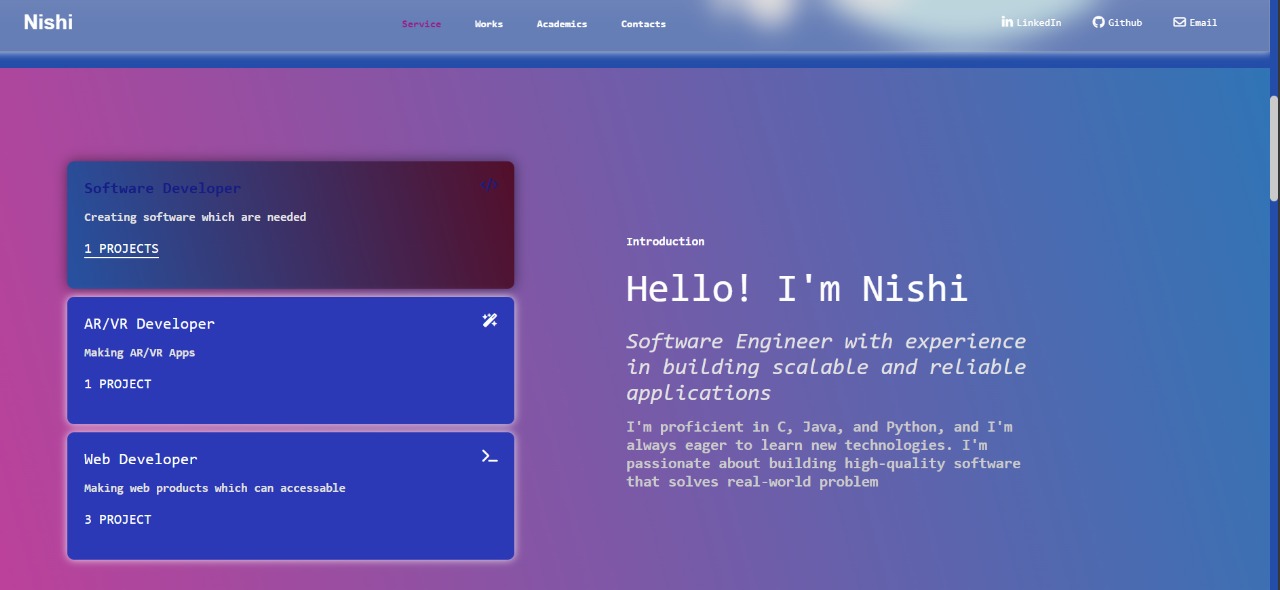 Nishi
Service Works Academics Contacts
LinkedIn Github Email
Software Developer
Creating software which are needed
1 PROJECTS
AR/VR Developer
Making AR/VR Apps
1 PROJECT
Web Developer
Making web products which can accessable
3 PROJECT
Introduction
Hello! I'm Nishi
Software Engineer with experience
in building scalable and reliable
applications
I'm proficient in C, Java, and Python, and I'm
always eager to learn new technologies. I'm
passionate about building high-quality software
that solves real-world problem